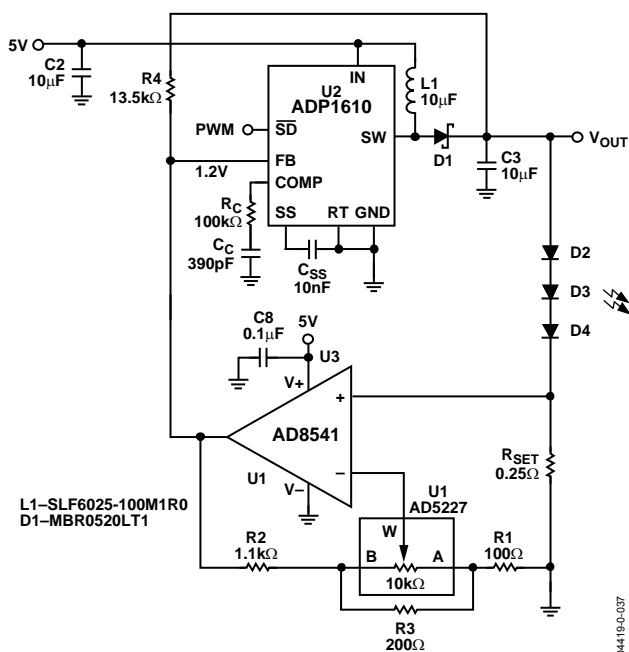 5V
C2
10μF
R4
13.5kΩ
PWM
U2
ADP1610
IN
SD
FB
COMP
SS
RT
GND
SW
L1
10μF
D1
VOUT
C3
10μF
1.2V
RC
100kΩ
CC
390pF
CSS
10nF
D2
D3
D4
C8
0.1μF
5V
U3
V+
+
AD8541
–
U1
V–
RSET
0.25Ω
L1–SLF6025-100M1R0
D1–MBR0520LT1
U1
AD5227
W
B
A
10kΩ
R2
1.1kΩ
R1
100Ω
R3
200Ω
04419-0-037